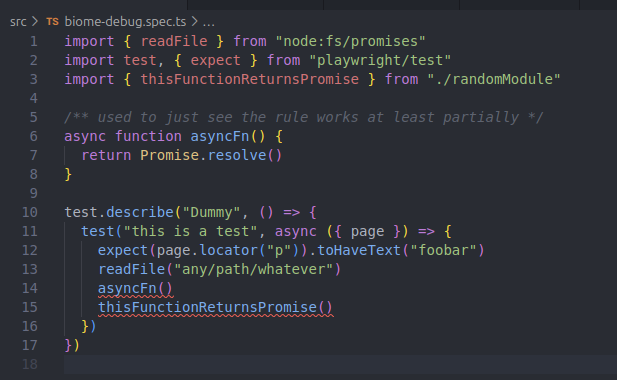 src > TS biome-debug.spec.ts > ...
1 import { readFile } from "node:fs/promises"
2 import test, { expect } from "playwright/test"
3 import { thisFunctionReturnsPromise } from "./randomModule"
4
5 /** used to just see the rule works at least partially */
6 async function asyncFn() {
7   return Promise.resolve()
8 }
9
10 test.describe("Dummy", () => {
11   test("this is a test", async ({ page }) => {
12     expect(page.locator("p")).toHaveText("foobar")
13     readFile("any/path/whatever")
14     asyncFn()
15     thisFunctionReturnsPromise()
16   })
17 })
18